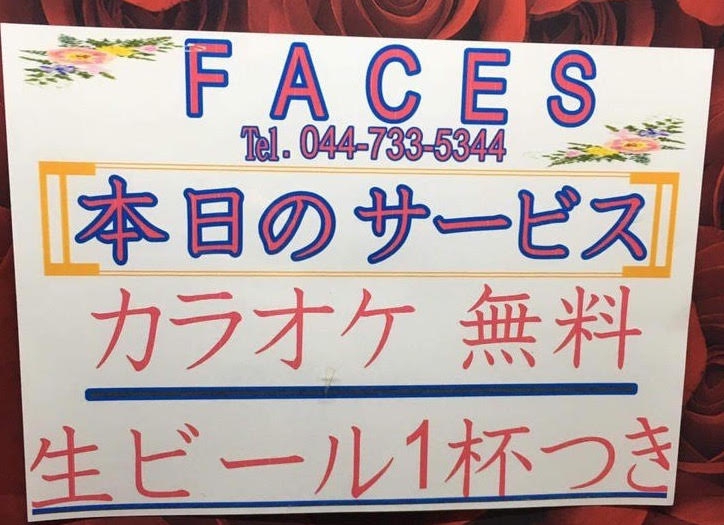 FACES
Tel. 044-733-5344
本日のサービス
カラオケ 無料
生ビール1杯つき